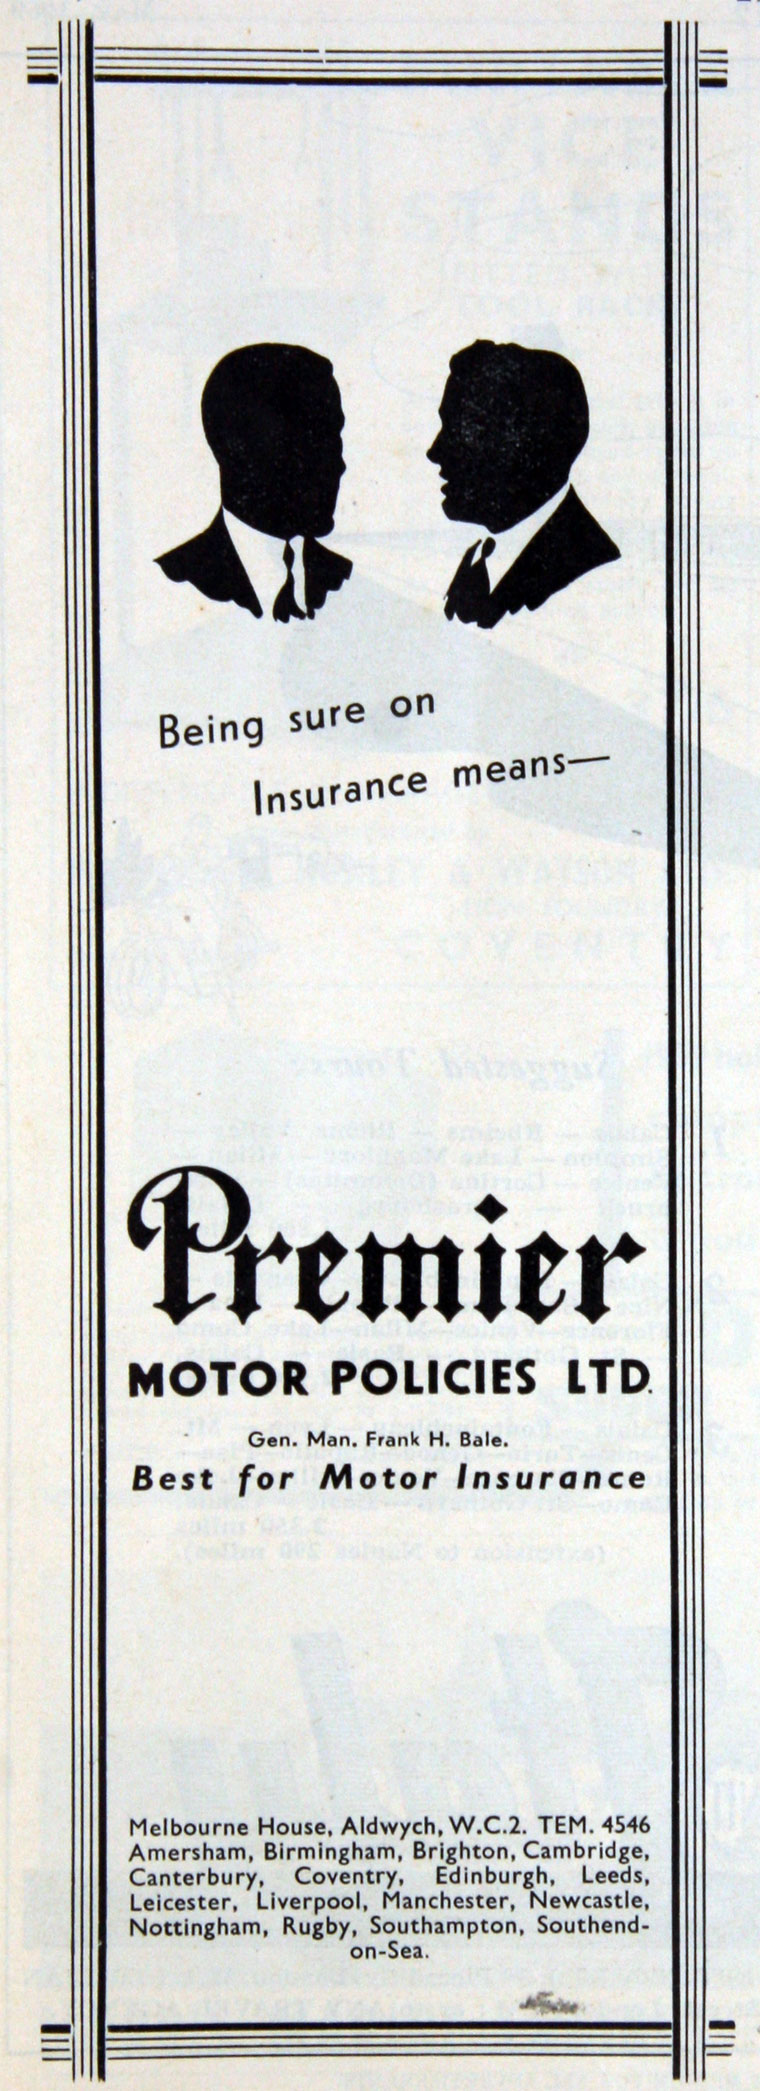 Being sure on
Insurance means—
Premier
MOTOR POLICIES LTD.
Gen. Man. Frank H. Bale.
Best for Motor Insurance
Melbourne House, Aldwych, W.C.2. TEM. 4546
Amersham, Birmingham, Brighton, Cambridge,
Canterbury, Coventry, Edinburgh, Leeds,
Leicester, Liverpool, Manchester, Newcastle,
Nottingham, Rugby, Southampton, Southend-
on-Sea.